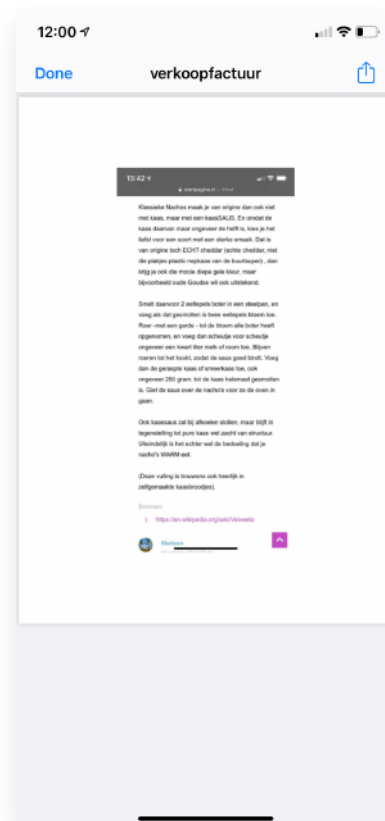 12:00
Done
verkoopfactuur
13:42
startpagina.nl — Privé
Klassieke Nachos maak je van origine dan ook niet
met kaas, maar met een kaasSAUS. En omdat de
kaas daarvan maar ongeveer de helft is, kies je het
liefst voor een soort met een sterke smaak. Dat is
van origine toch ECHT cheddar (echte cheddar, niet
die plakjes plastic nepkaas van de buurtsuper) , dan
krijg je ook die mooie diepe gele kleur, maar
bijvoorbeeld oude Goudse wil ook uitstekend.
Smelt daarvoor 2 eetlepels boter in een steelpan, en
voeg als dat gesmolten is twee eetlepels bloem toe.
Roer -met een garde - tot de bloem alle boter heeft
opgenomen, en voeg dan scheutje voor scheutje
ongeveer een kwart liter melk of room toe. Blijven
roeren tot het kookt, zodat de saus goed bindt. Voeg
dan de geraspte kaas of smeerkaas toe, ook
ongeveer 250 gram. tot de kaas helemaal gesmolten
is. Giet de saus over de nacho's voor ze de oven in
gaan.
Ook kaassaus zal bij afkoelen stollen, maar blijft in
tegenstelling tot pure kaas wel zacht van structuur.
Uiteindelijk is het echter wel de bedoeling dat je
nacho's WARM eet.
(Deze vulling is trouwens ook heerlijk in
zelfgemaakte kaasbroodjes).
Bronnen:
https://en.wikipedia.org/wiki/Velveeta